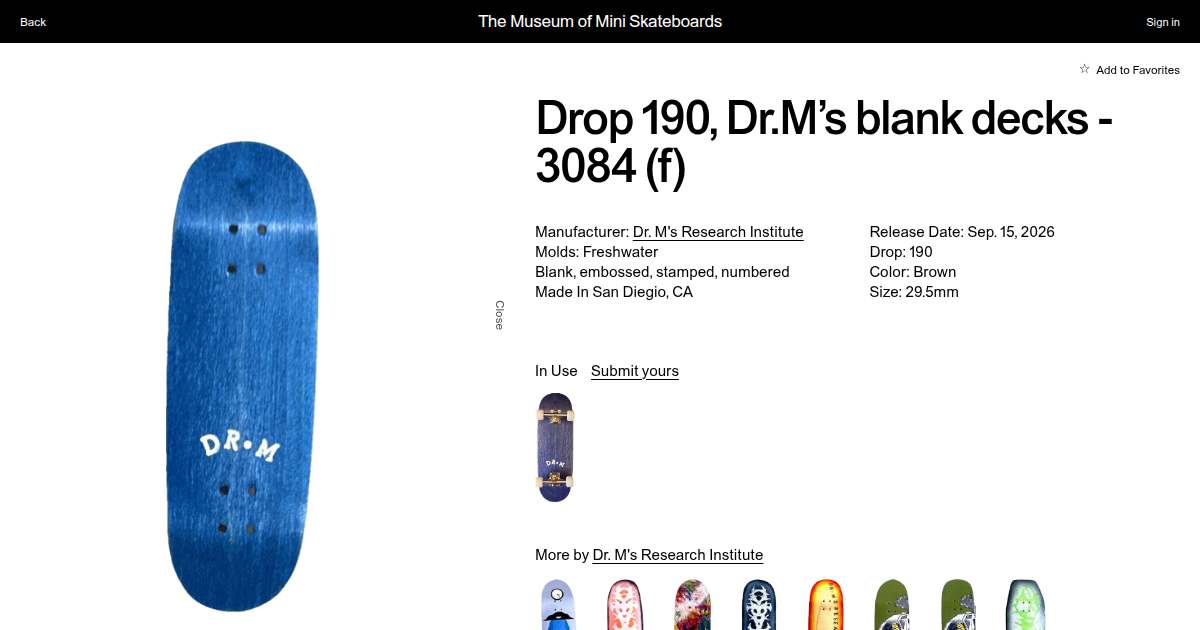 Back
The Museum of Mini Skateboards
Sign in
☆ Add to Favorites
Drop 190, Dr.M’s blank decks -
3084 (f)
Manufacturer: Dr. M's Research Institute
Molds: Freshwater
Blank, embossed, stamped, numbered
Made In San Diegio, CA
Release Date: Sep. 15, 2026
Drop: 190
Color: Brown
Size: 29.5mm
Close
DR•M
In Use Submit yours
DR•M
More by Dr. M's Research Institute